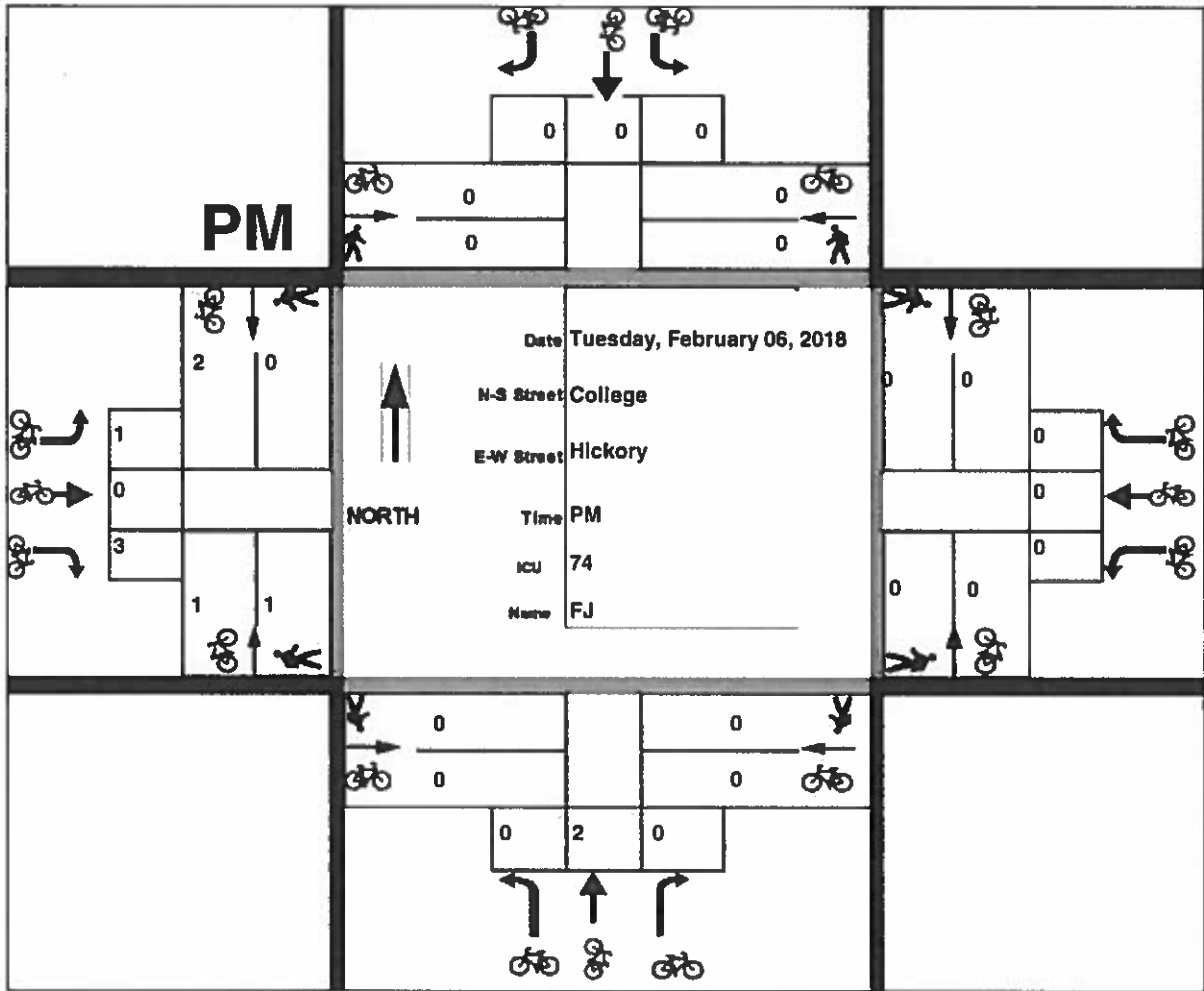 0 0 0
0 0
PM
0 0
2 0
Date Tuesday, February 06, 2018
0 0
N-S Street College
1
0
E-W Street Hickory
0
0
NORTH
Time PM
3
0
ICU 74
1 1
Name FJ
0 0
0 0
0 0
0 2 0